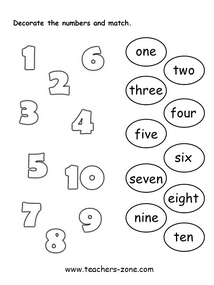 Decorate the numbers and match.
1
6
one
2
two
3
4
three
four
five
5
10
six
seven
7
9
eight
8
nine
ten
www.teachers-zone.com